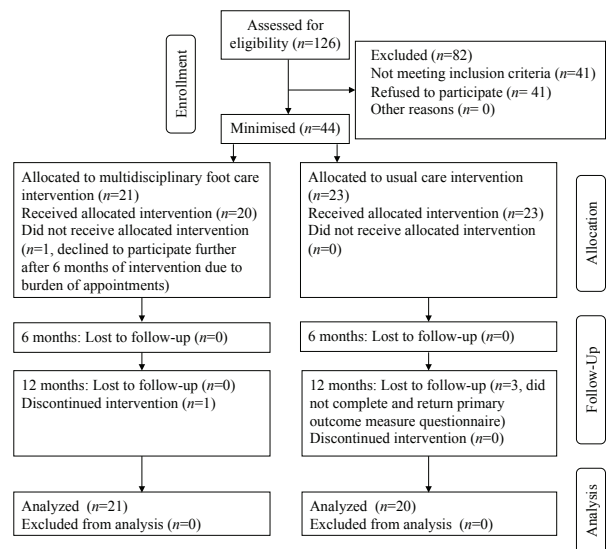 Assessed for
eligibility (n=126)
Enrollment
Excluded (n=82)
Not meeting inclusion criteria (n=41)
Refused to participate (n= 41)
Other reasons (n= 0)
Minimised (n=44)
Allocated to multidisciplinary foot care
intervention (n=21)
Received allocated intervention (n=20)
Did not receive allocated intervention
(n=1, declined to participate further
after 6 months of intervention due to
burden of appointments)
Allocated to usual care intervention
(n=23)
Received allocated intervention (n=23)
Did not receive allocated intervention
(n=0)
Allocation
6 months: Lost to follow-up (n=0)
6 months: Lost to follow-up (n=0)
12 months: Lost to follow-up (n=0)
Discontinued intervention (n=1)
12 months: Lost to follow-up (n=3, did
not complete and return primary
outcome measure questionnaire)
Discontinued intervention (n=0)
Follow-Up
Analyzed (n=21)
Excluded from analysis (n=0)
Analyzed (n=20)
Excluded from analysis (n=0)
Analysis